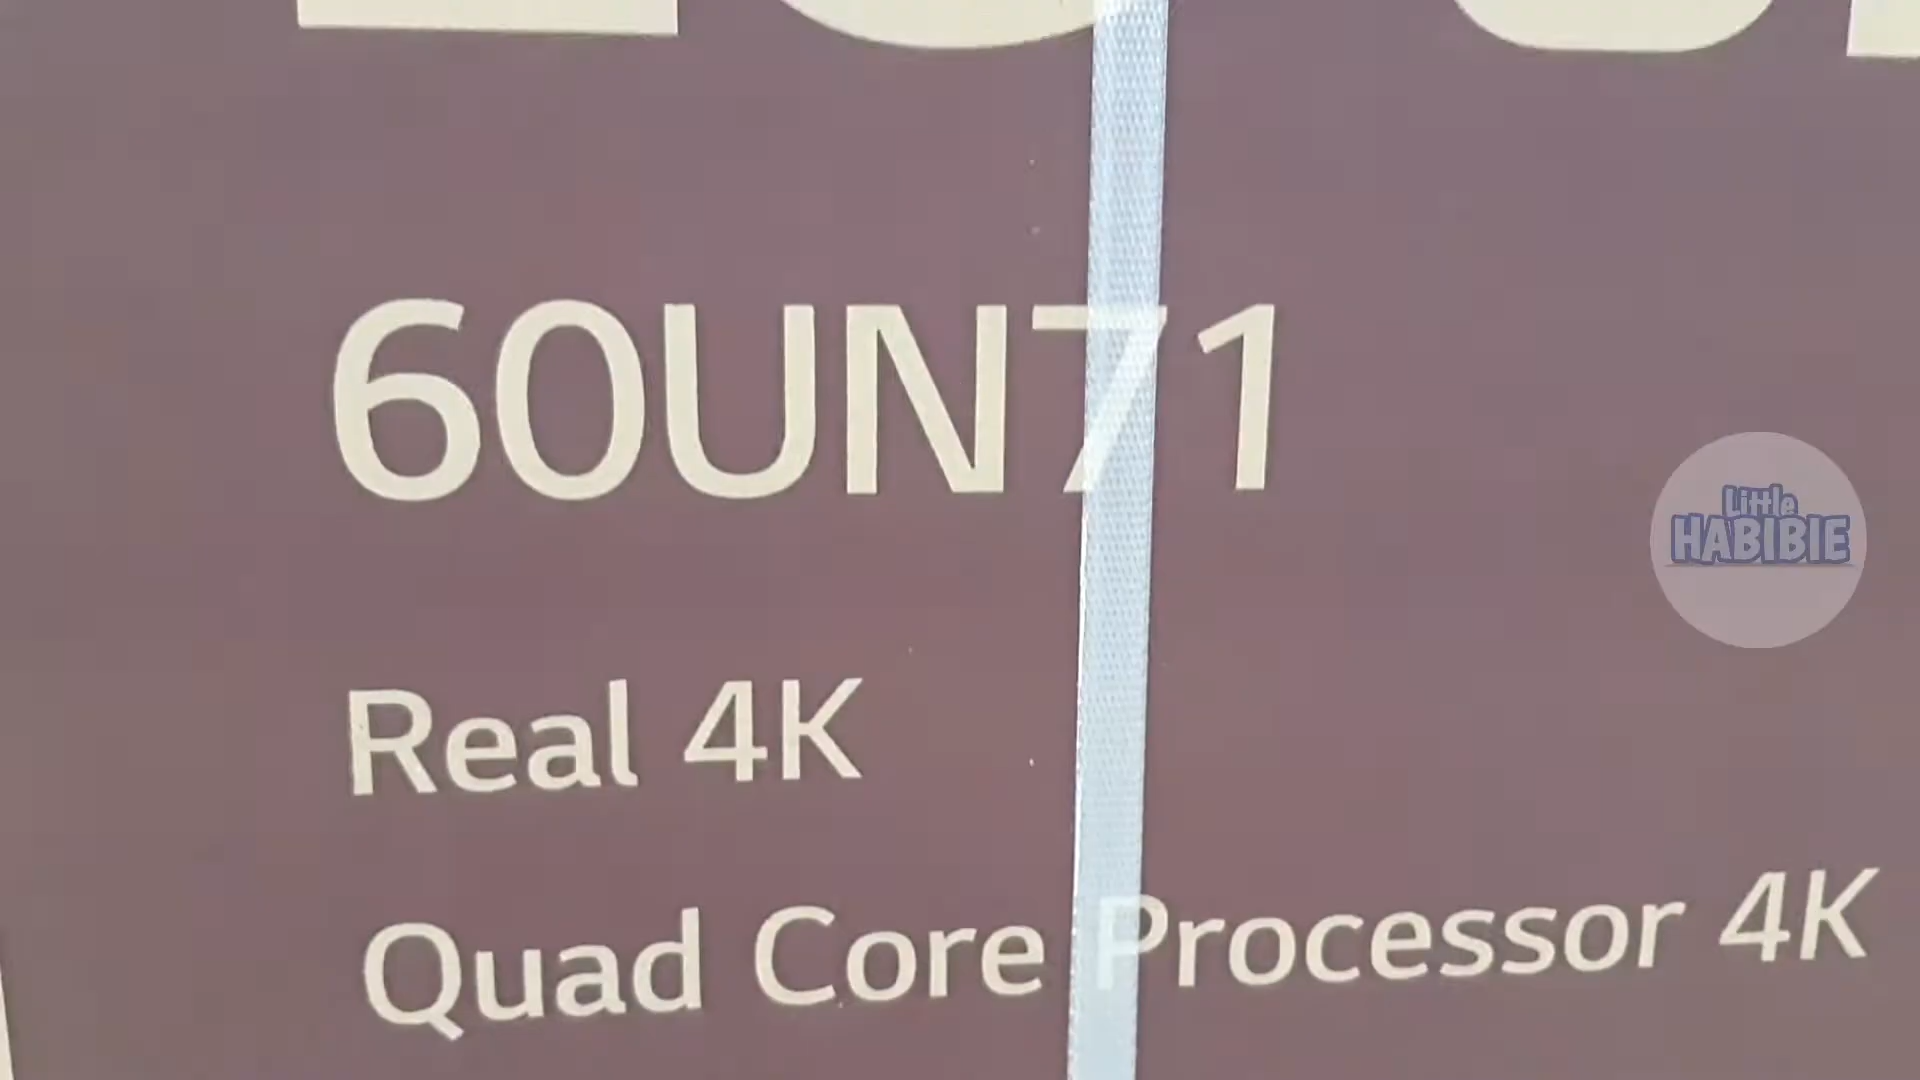 60UN71
Real 4K
Quad Core Processor 4K
Little
HABIBIE